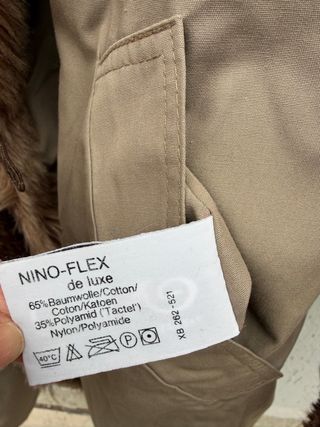 NINO-FLEX
de luxe
65%Baumwolle/Cotton/
Coton/Katoen
35%Polyamid ('Tactel')
Nylon/Polyamide
40°C P
XB 262-521